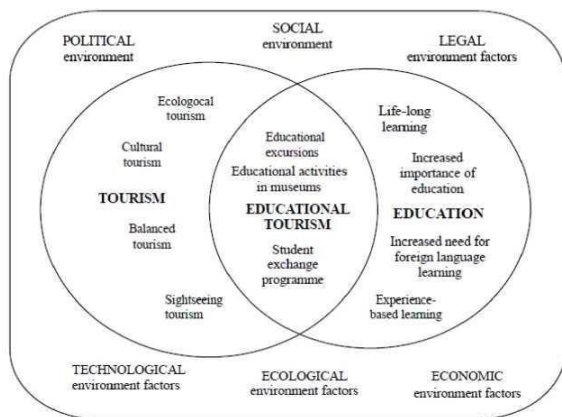 POLITICAL
environment
SOCIAL
environment
LEGAL
environment factors
Ecologocal
tourism
Cultural
tourism
TOURISM
Balanced
tourism
Sightseeing
tourism
Educational
excursions
Educational activities
in museums
EDUCATIONAL
TOURISM
Student
exchange
programme
Life-long
learning
Increased
importance of
education
EDUCATION
Increased need for
foreign language
learning
Experience-
based learning
TECHNOLOGICAL
environment factors
ECOLOGICAL
environment factors
ECONOMIC
environment factors